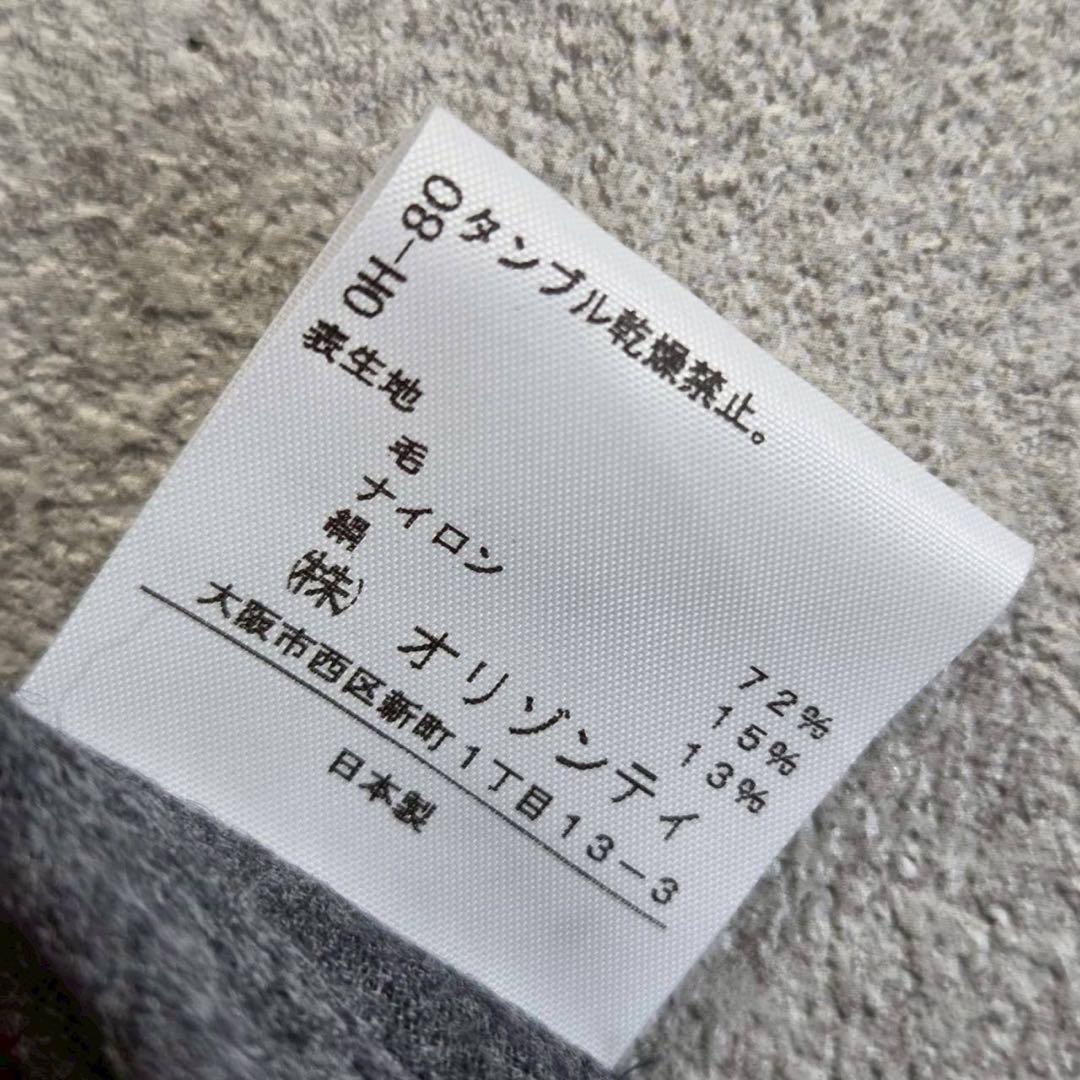 タンブル乾燥禁止。
表生地
毛 72%
ナイロン 15%
絹 13%
㈱ オリゾンティ
大阪市西区新町1丁目13-3
日本製